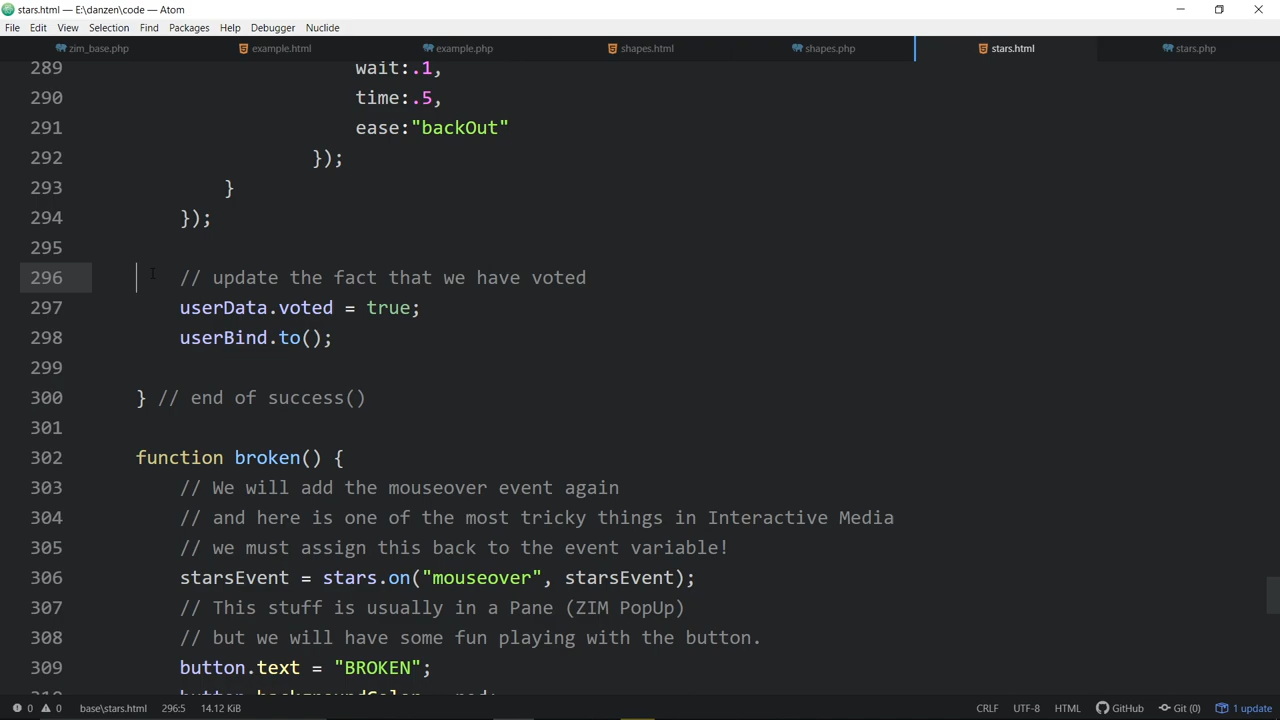 stars.html — E:\danzen\code — Atom
File Edit View Selection Find Packages Help Debugger Nuclide
zim_base.php example.html example.php shapes.html shapes.php stars.html stars.php
289 wait:.1,
290 time:.5,
291 ease:"backOut"
292 });
293 }
294 });
295
296 // update the fact that we have voted
297 userData.voted = true;
298 userBind.to();
299
300 } // end of success()
301
302 function broken() {
303 // We will add the mouseover event again
304 // and here is one of the most tricky things in Interactive Media
305 // we must assign this back to the event variable!
306 starsEvent = stars.on("mouseover", starsEvent);
307 // This stuff is usually in a Pane (ZIM PopUp)
308 // but we will have some fun playing with the button.
309 button.text = "BROKEN";
0 0 base\stars.html 296:5 14.12 KiB CRLF UTF-8 HTML GitHub Git (0) 1 update